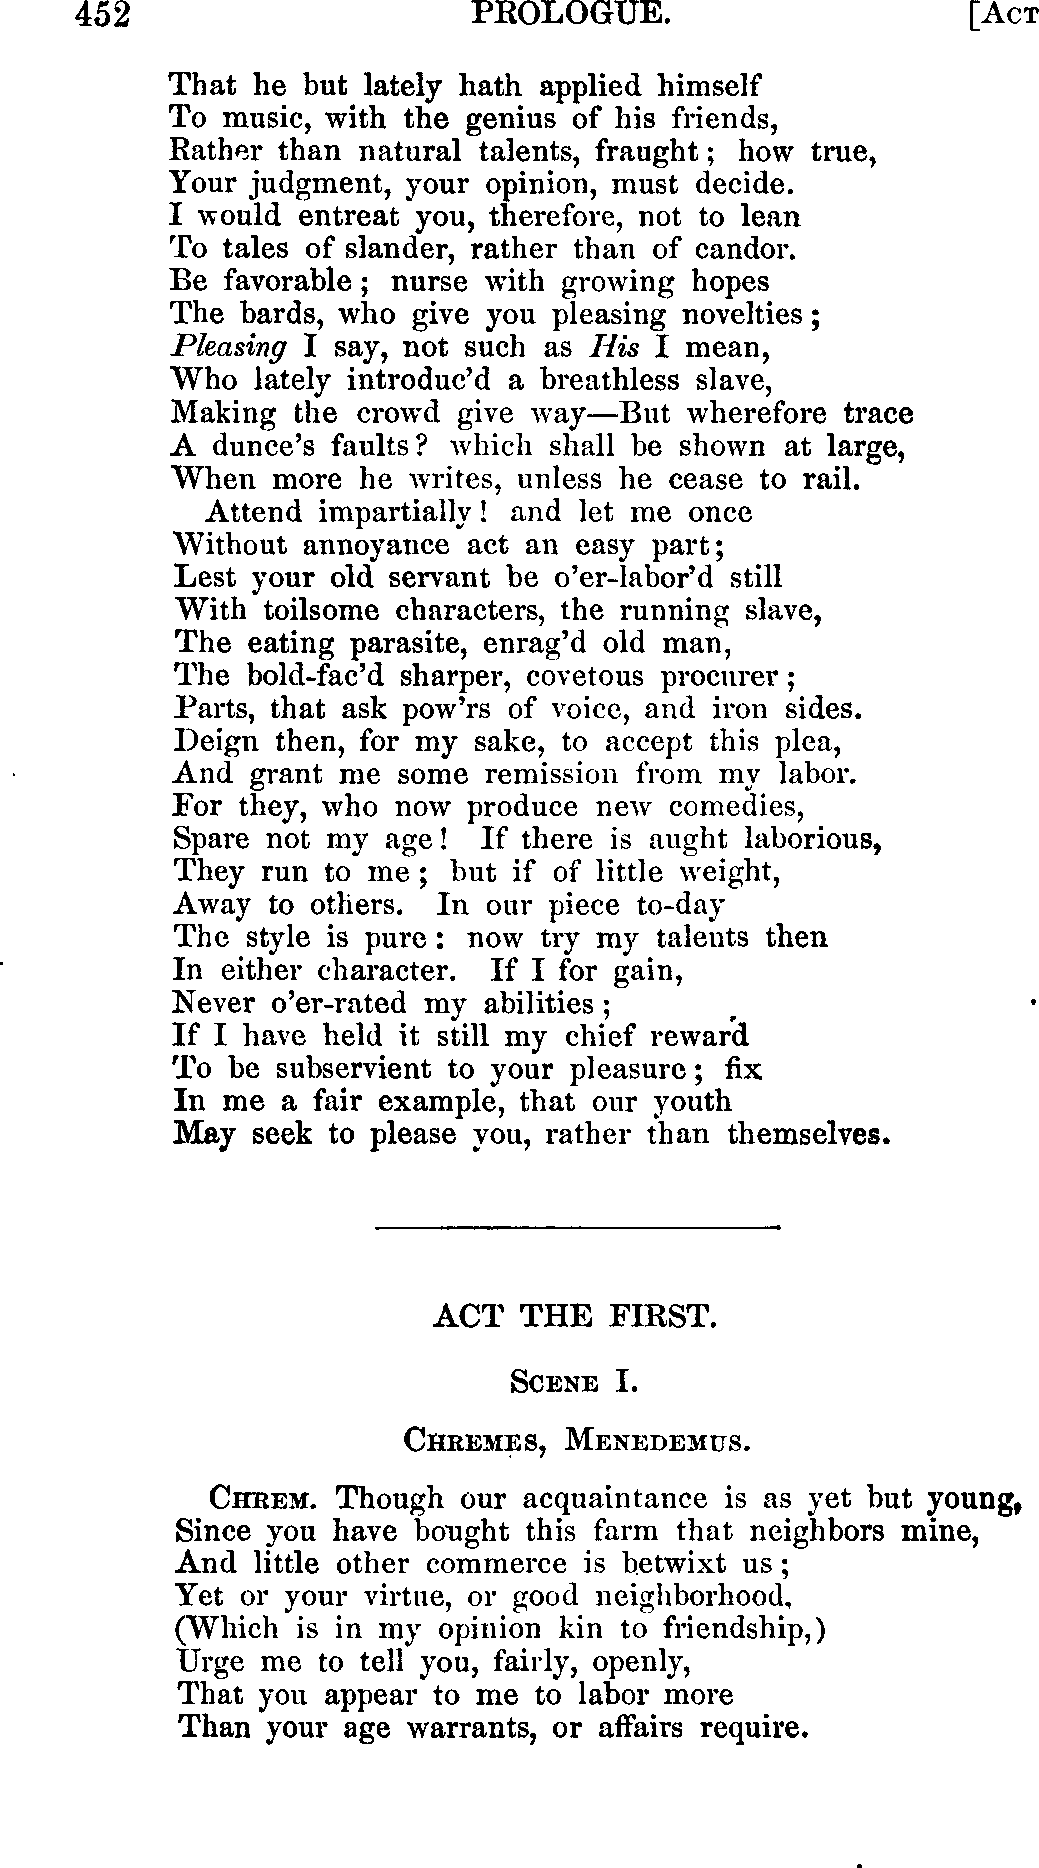 452 PROLOGUE. [ACT
That he but lately hath applied himself
To music, with the genius of his friends,
Rather than natural talents, fraught; how true,
Your judgment, your opinion, must decide.
I would entreat you, therefore, not to lean
To tales of slander, rather than of candor.
Be favorable; nurse with growing hopes
The bards, who give you pleasing novelties;
Pleasing I say, not such as His I mean,
Who lately introduc'd a breathless slave,
Making the crowd give way—But wherefore trace
A dunce's faults? which shall be shown at large,
When more he writes, unless he cease to rail.
Attend impartially! and let me once
Without annoyance act an easy part;
Lest your old servant be o'er-labor'd still
With toilsome characters, the running slave,
The eating parasite, enrag'd old man,
The bold-fac'd sharper, covetous procurer;
Parts, that ask pow'rs of voice, and iron sides.
Deign then, for my sake, to accept this plea,
And grant me some remission from my labor.
For they, who now produce new comedies,
Spare not my age! If there is aught laborious,
They run to me; but if of little weight,
Away to others. In our piece to-day
The style is pure: now try my talents then
In either character. If I for gain,
Never o'er-rated my abilities;
If I have held it still my chief reward
To be subservient to your pleasure; fix
In me a fair example, that our youth
May seek to please you, rather than themselves.
ACT THE FIRST.
SCENE I.
CHREMES, MENEDEMUS.
CHREM. Though our acquaintance is as yet but young,
Since you have bought this farm that neighbors mine,
And little other commerce is betwixt us;
Yet or your virtue, or good neighborhood,
(Which is in my opinion kin to friendship,)
Urge me to tell you, fairly, openly,
That you appear to me to labor more
Than your age warrants, or affairs require.